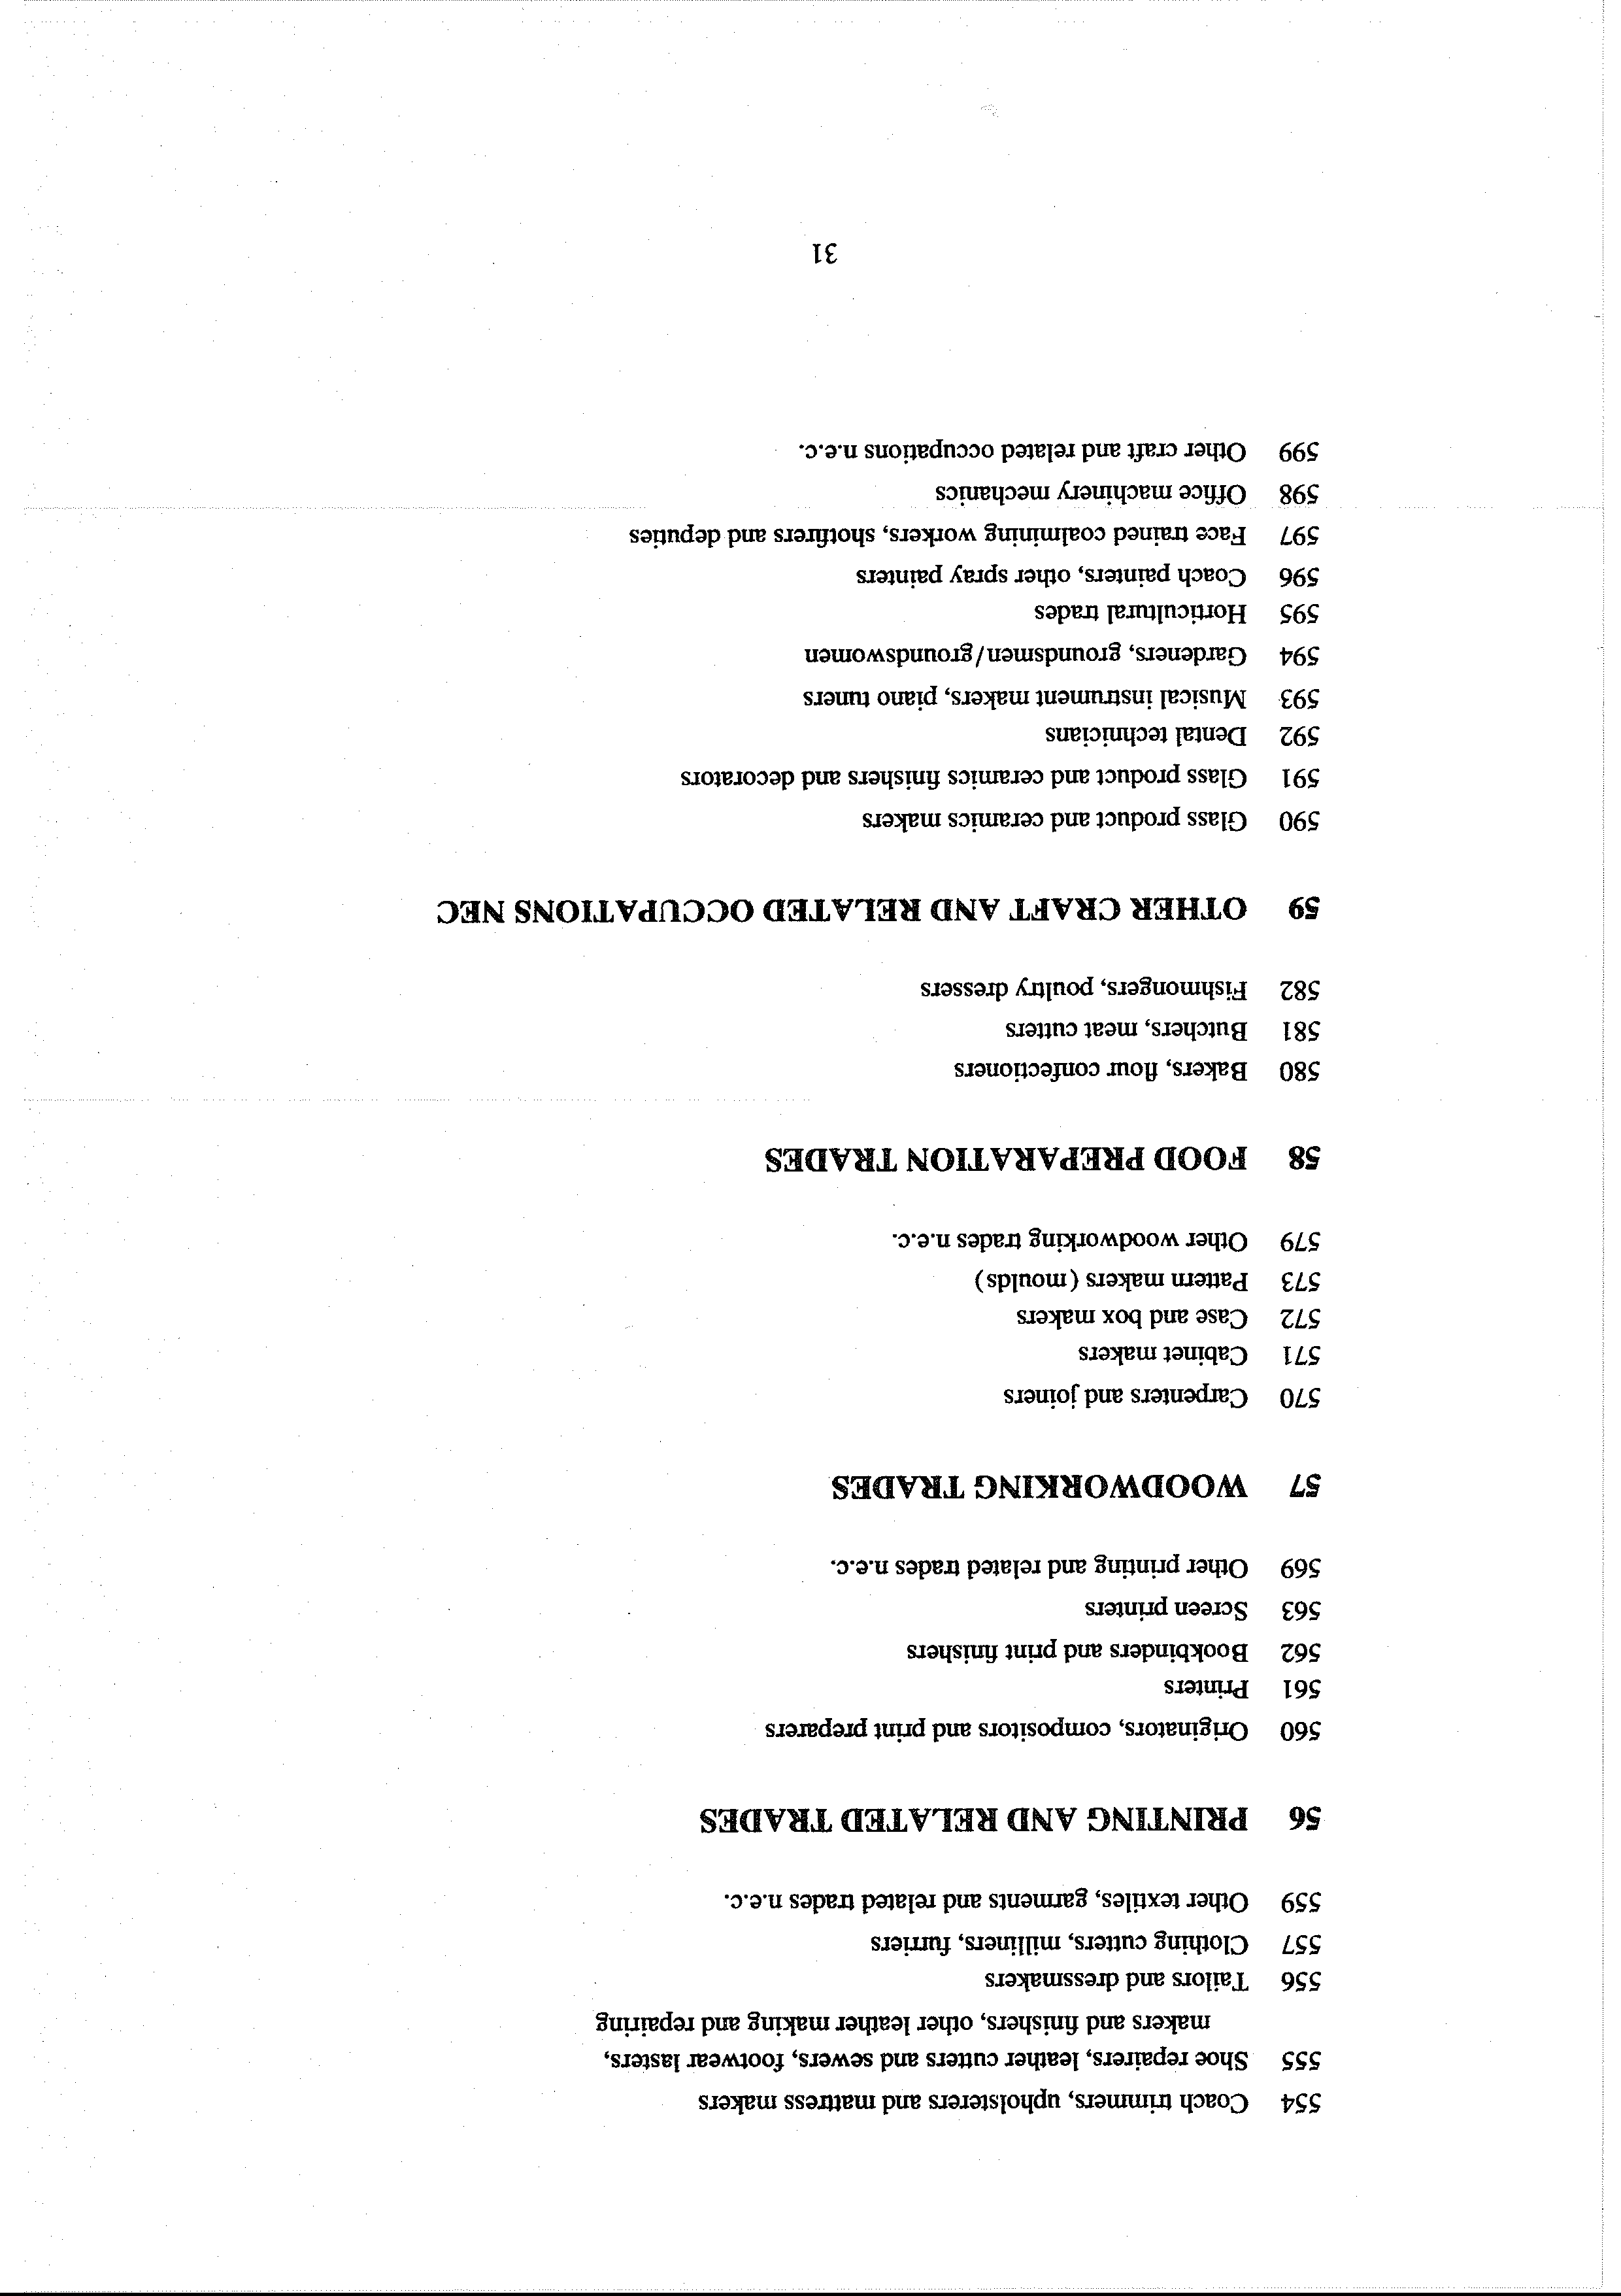 554 Coach trimmers, upholsterers and mattress makers
555 Shoe repairers, leather cutters and sewers, footwear lasters,
makers and finishers, other leather making and repairing
556 Tailors and dressmakers
557 Clothing cutters, milliners, furriers
559 Other textiles, garments and related trades n.e.c.
56 PRINTING AND RELATED TRADES
560 Originators, compositors and print preparers
561 Printers
562 Bookbinders and print finishers
563 Screen printers
569 Other printing and related trades n.e.c.
57 WOODWORKING TRADES
570 Carpenters and joiners
571 Cabinet makers
572 Case and box makers
573 Pattern makers (moulds)
579 Other woodworking trades n.e.c.
58 FOOD PREPARATION TRADES
580 Bakers, flour confectioners
581 Butchers, meat cutters
582 Fishmongers, poultry dressers
59 OTHER CRAFT AND RELATED OCCUPATIONS NEC
590 Glass product and ceramics makers
591 Glass product and ceramics finishers and decorators
592 Dental technicians
593 Musical instrument makers, piano tuners
594 Gardeners, groundsmen/groundswomen
595 Horticultural trades
596 Coach painters, other spray painters
597 Face trained coalmining workers, shotfirers and deputies
598 Office machinery mechanics
599 Other craft and related occupations n.e.c.
31